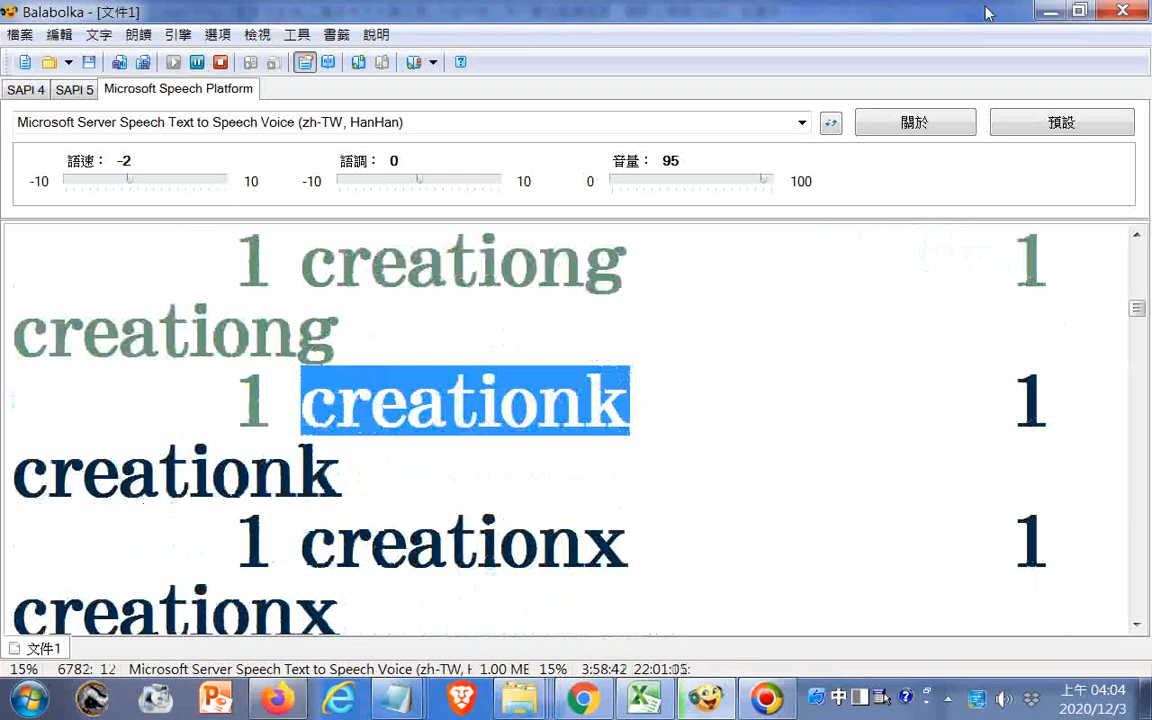 Balabolka - [文件1]
檔案 編輯 文字 朗讀 引擎 選項 檢視 工具 書籤 說明
SAPI 4 SAPI 5 Microsoft Speech Platform
Microsoft Server Speech Text to Speech Voice (zh-TW, HanHan) 關於 預設
語速： -2 語調： 0 音量： 95
-10 10 -10 10 0 100
1 creationg 1
creationg
1 creationk 1
creationk
1 creationx 1
creationx
文件1
15% 6782: 12 Microsoft Server Speech Text to Speech Voice (zh-TW, H 1.00 ME 15% 3:58:42 22:01:05:
中 上午 04:04
2020/12/3